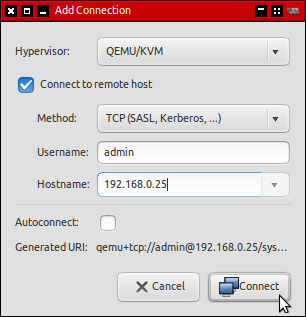 Add Connection
Hypervisor: QEMU/KVM
Connect to remote host
Method: TCP (SASL, Kerberos, ...)
Username: admin
Hostname: 192.168.0.25
Autoconnect:
Generated URI: qemu+tcp://admin@192.168.0.25/sys...
Cancel Connect